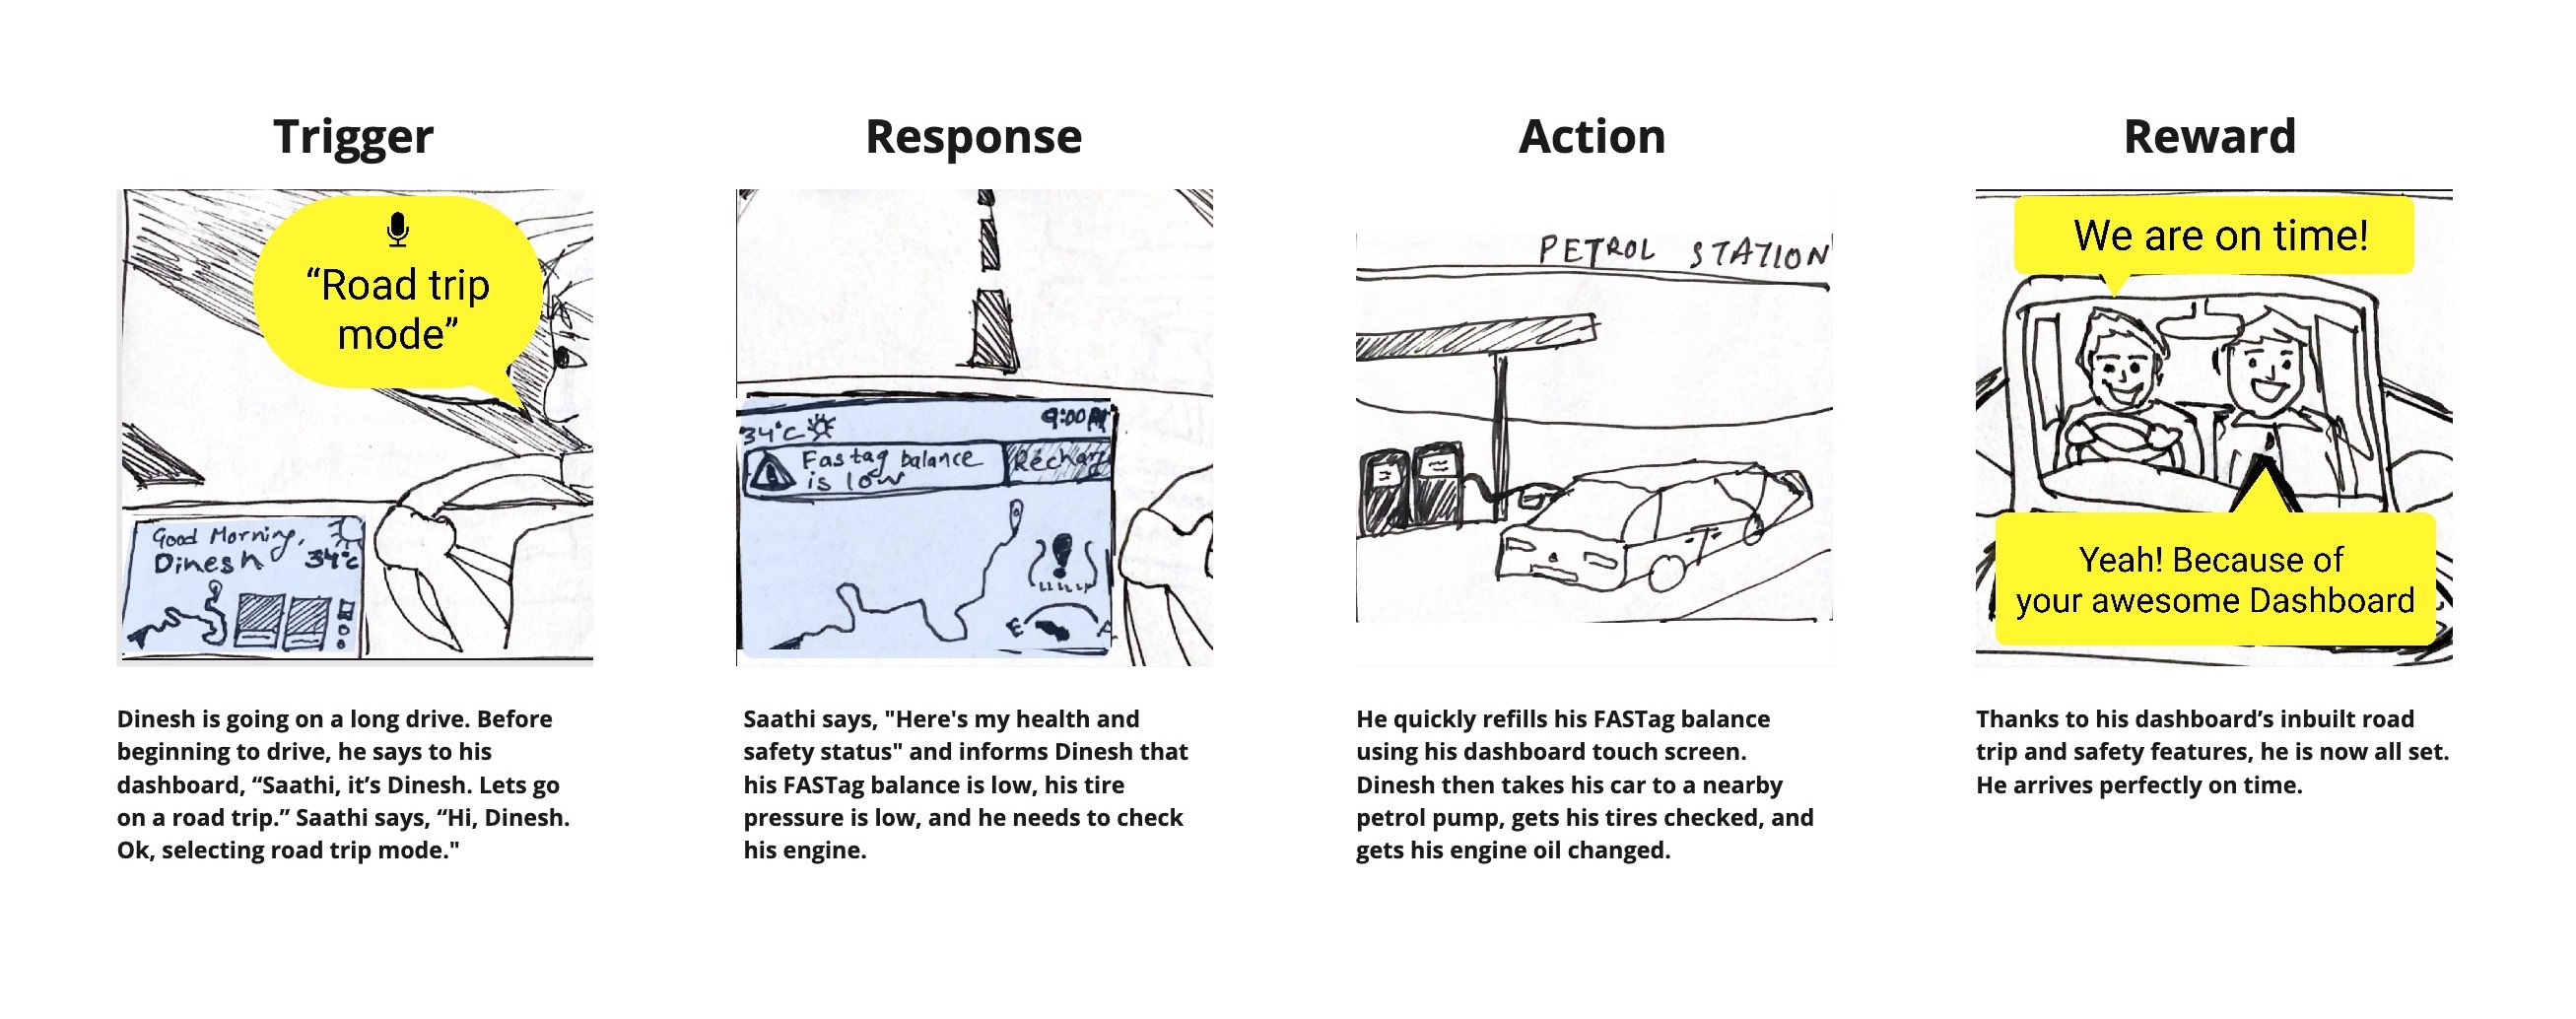 Trigger
Response
Action
Reward
“Road trip
mode”
Good Morning,
Dinesh
34°C
34°C
9:00
Fastag balance
is low
E
PETROL STATION
We are on time!
Yeah! Because of
your awesome Dashboard
Dinesh is going on a long drive. Before
beginning to drive, he says to his
dashboard, “Saathi, it’s Dinesh. Lets go
on a road trip.” Saathi says, “Hi, Dinesh.
Ok, selecting road trip mode."
Saathi says, "Here's my health and
safety status" and informs Dinesh that
his FASTag balance is low, his tire
pressure is low, and he needs to check
his engine.
He quickly refills his FASTag balance
using his dashboard touch screen.
Dinesh then takes his car to a nearby
petrol pump, gets his tires checked, and
gets his engine oil changed.
Thanks to his dashboard’s inbuilt road
trip and safety features, he is now all set.
He arrives perfectly on time.